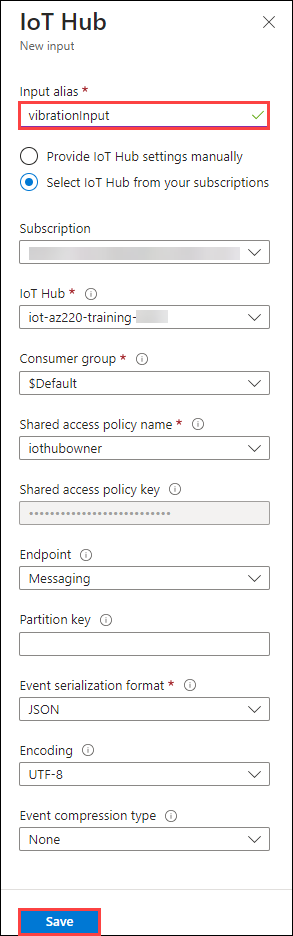 IoT Hub
New input
Input alias *
vibrationInput
Provide IoT Hub settings manually
Select IoT Hub from your subscriptions
Subscription
IoT Hub *
iot-az220-training-
Consumer group *
$Default
Shared access policy name *
iothubowner
Shared access policy key
••••••••••••••••••••••••••••
Endpoint
Messaging
Partition key
Event serialization format *
JSON
Encoding
UTF-8
Event compression type
None
Save